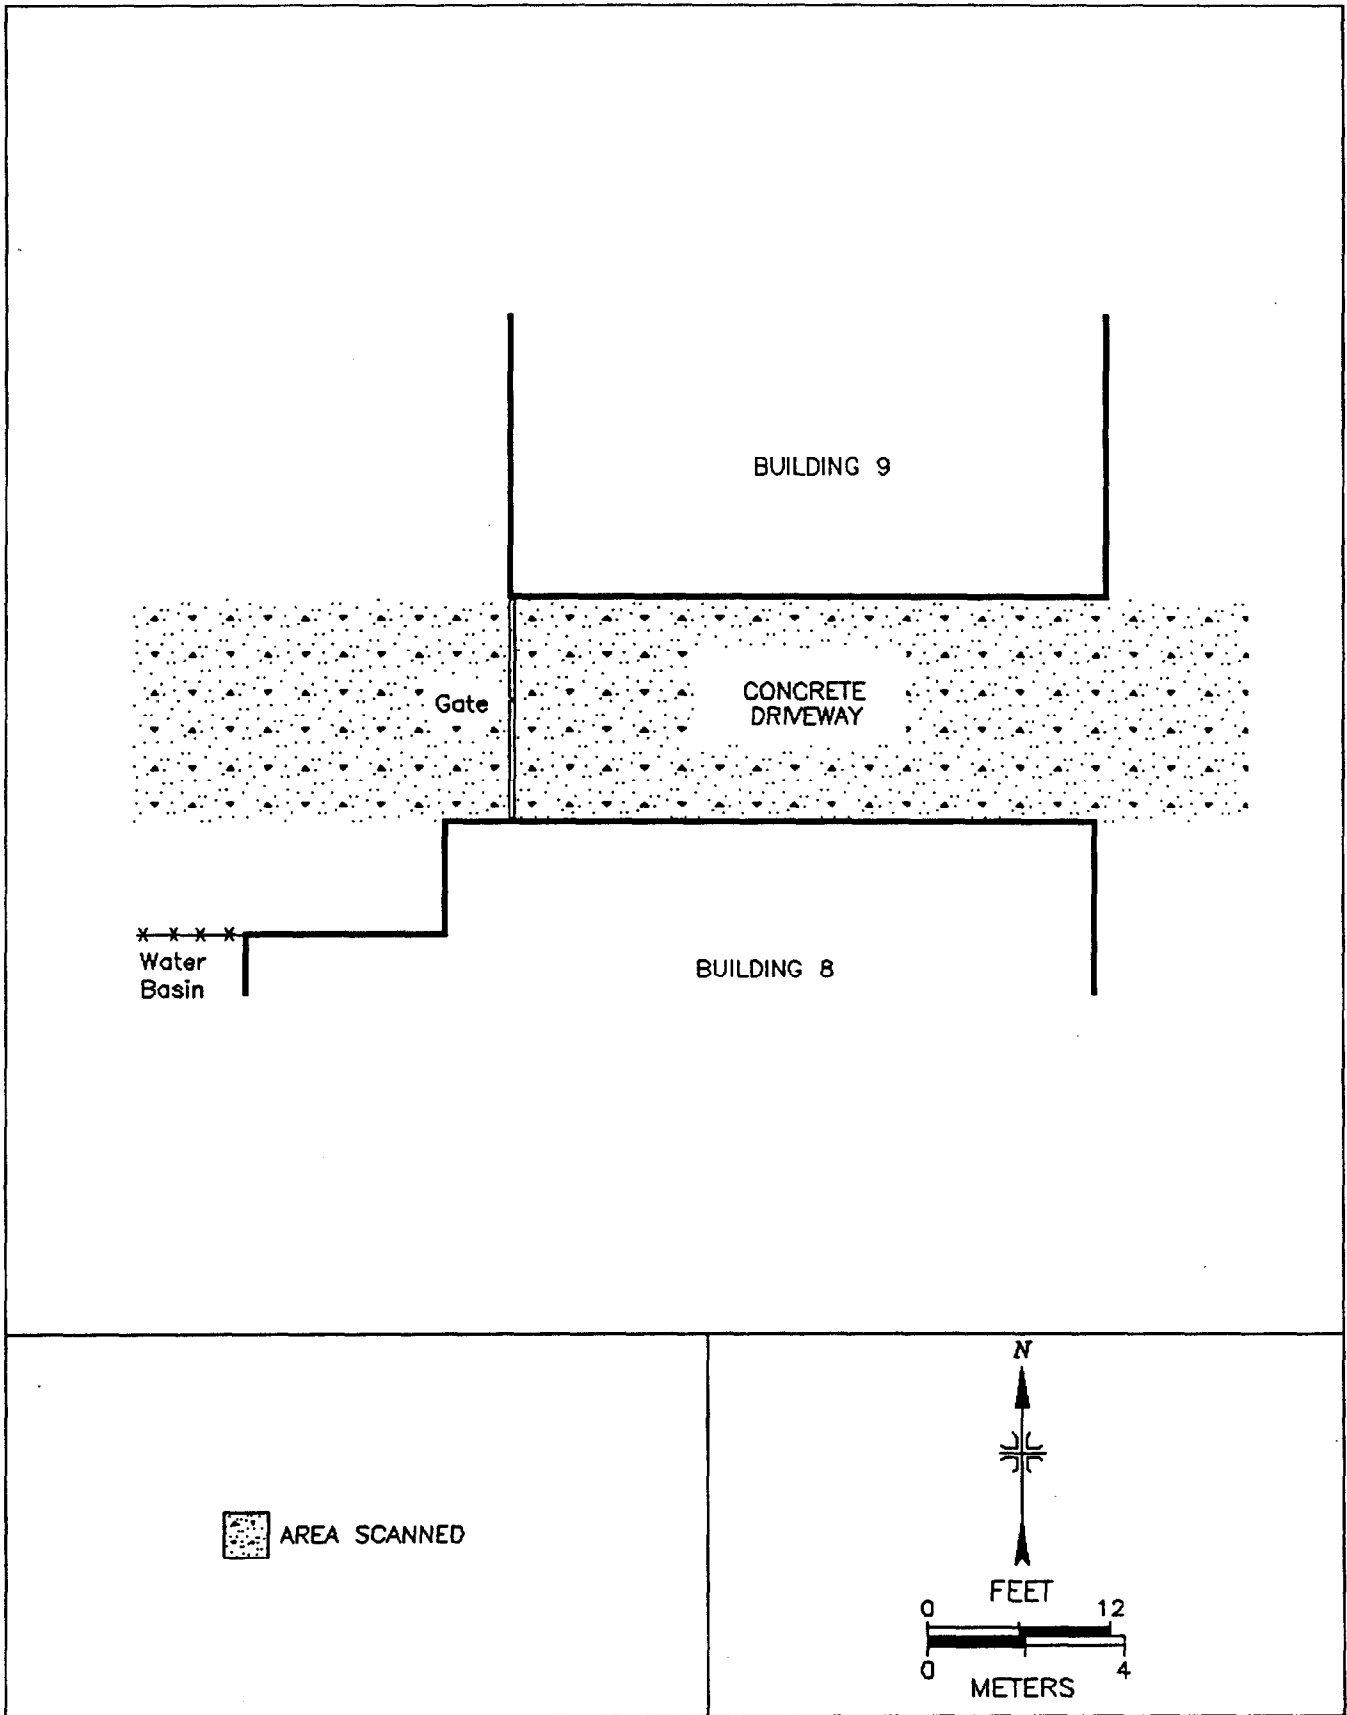 BUILDING 9
Gate
CONCRETE
DRIVEWAY
Water
Basin
BUILDING 8
AREA SCANNED
N
FEET
0 12
0 4
METERS